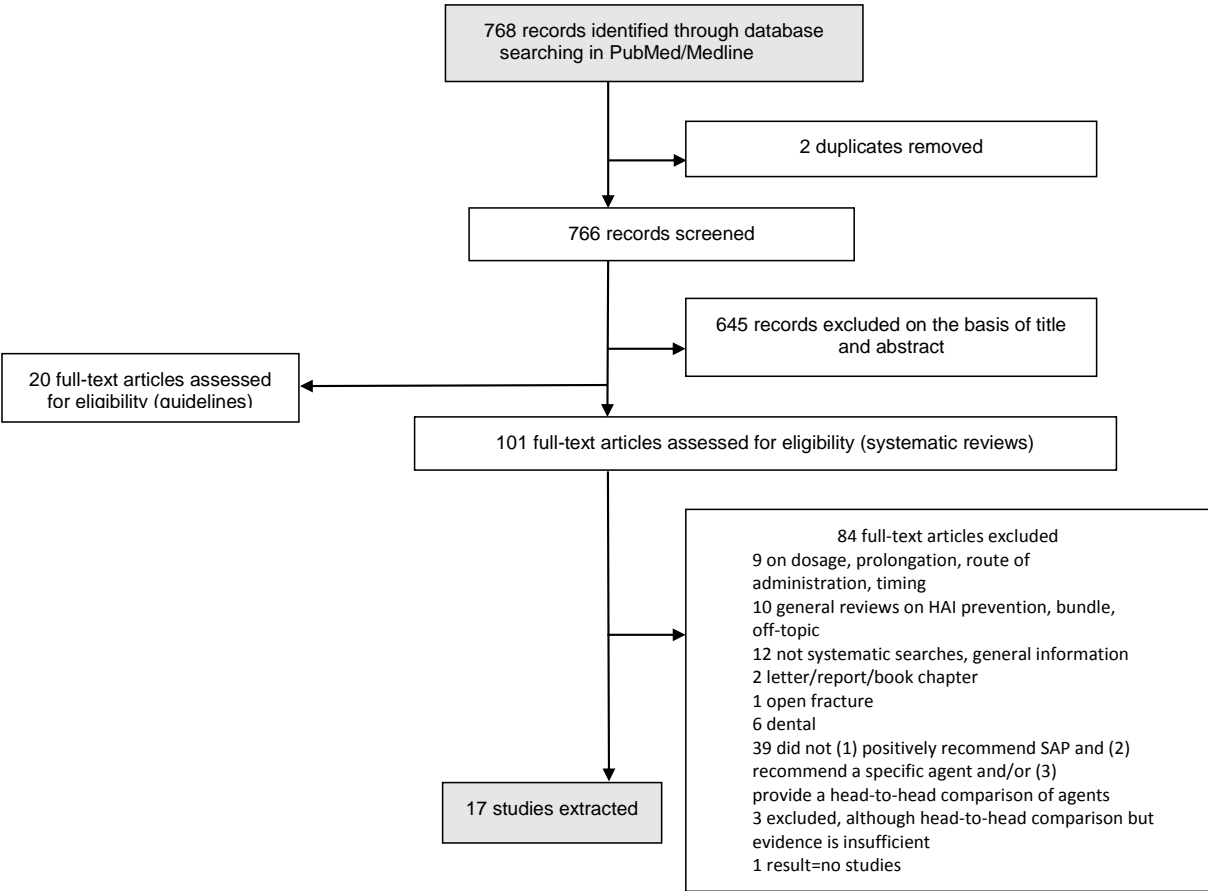 768 records identified through database
searching in PubMed/Medline
2 duplicates removed
766 records screened
645 records excluded on the basis of title
and abstract
20 full-text articles assessed
for eligibility (guidelines)
101 full-text articles assessed for eligibility (systematic reviews)
84 full-text articles excluded
9 on dosage, prolongation, route of
administration, timing
10 general reviews on HAI prevention, bundle,
off-topic
12 not systematic searches, general information
2 letter/report/book chapter
1 open fracture
6 dental
39 did not (1) positively recommend SAP and (2)
recommend a specific agent and/or (3)
provide a head-to-head comparison of agents
3 excluded, although head-to-head comparison but
evidence is insufficient
1 result=no studies
17 studies extracted